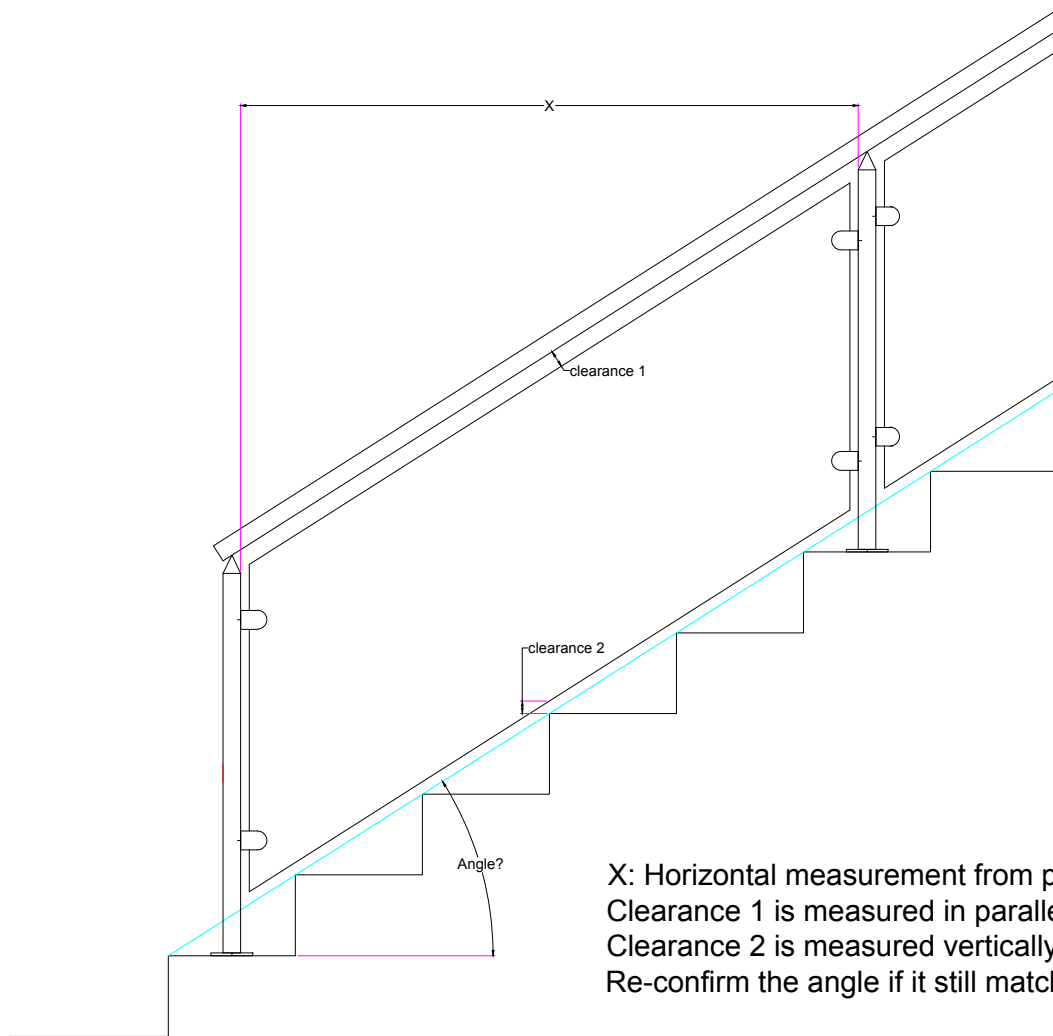 X
clearance 1
clearance 2
Angle?
X: Horizontal measurement from
Clearance 1 is measured in
Clearance 2 is measured vertically
Re-confirm the angle if it still